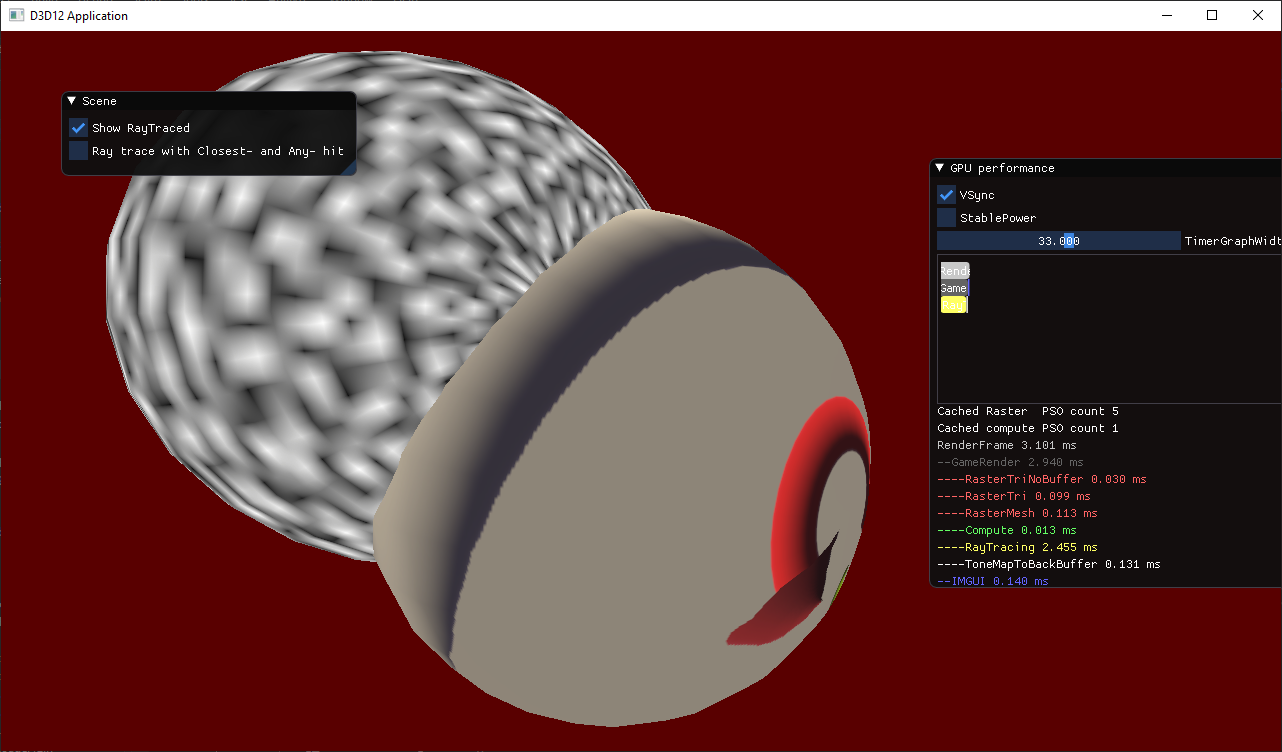 D3D12 Application
Scene
Show RayTraced
Ray trace with Closest- and Any- hit
GPU performance
VSync
StablePower
33.000 TimerGraphWidt
Rende
Game
Cached Raster  PSO count 5
Cached compute PSO count 1
RenderFrame 3.101 ms
--GameRender 2.940 ms
----RasterTriNoBuffer 0.030 ms
----RasterTri 0.099 ms
----RasterMesh 0.113 ms
----Compute 0.013 ms
----RayTracing 2.455 ms
----ToneMapToBackBuffer 0.131 ms
--IMGUI 0.140 ms